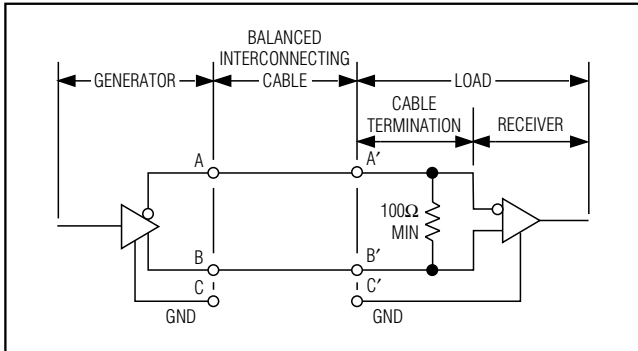 BALANCED
INTERCONNECTING
GENERATOR CABLE LOAD
CABLE
TERMINATION RECEIVER
A A′
100Ω
MIN
B B′
C C′
GND GND